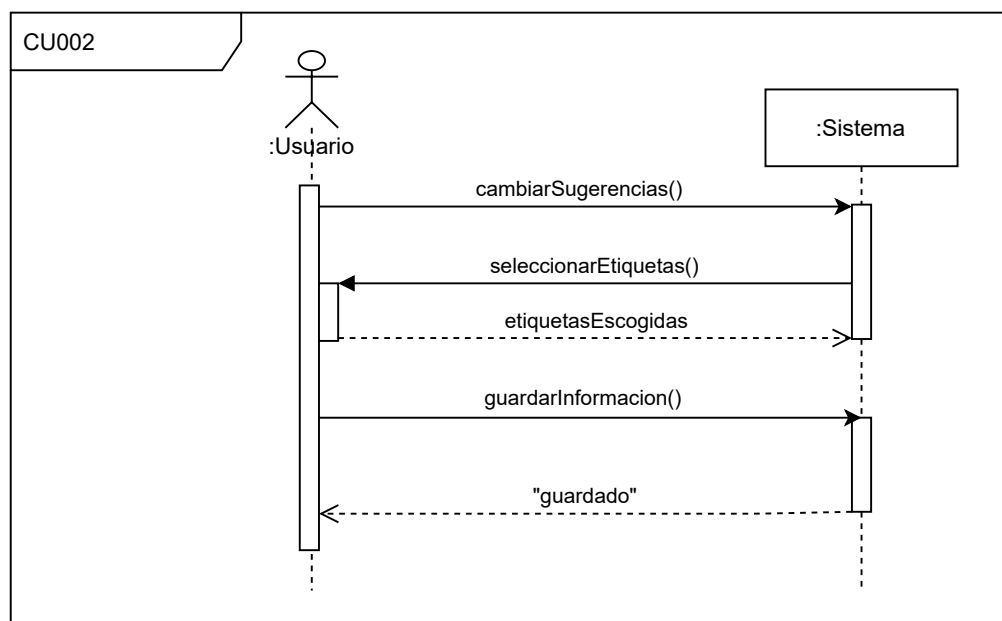 CU002
:Usuario
:Sistema
cambiarSugerencias()
seleccionarEtiquetas()
etiquetasEscogidas
guardarInformacion()
"guardado"